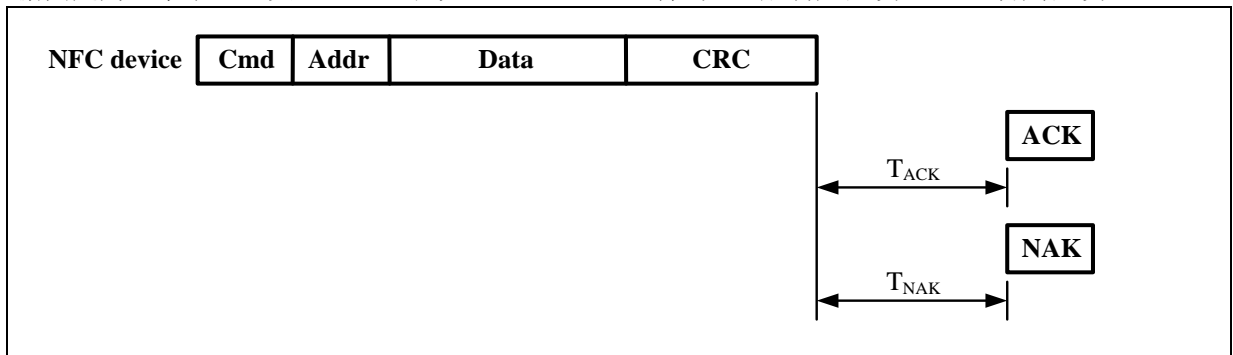 NFC device Cmd Addr Data CRC
ACK
TACK
NAK
TNAK